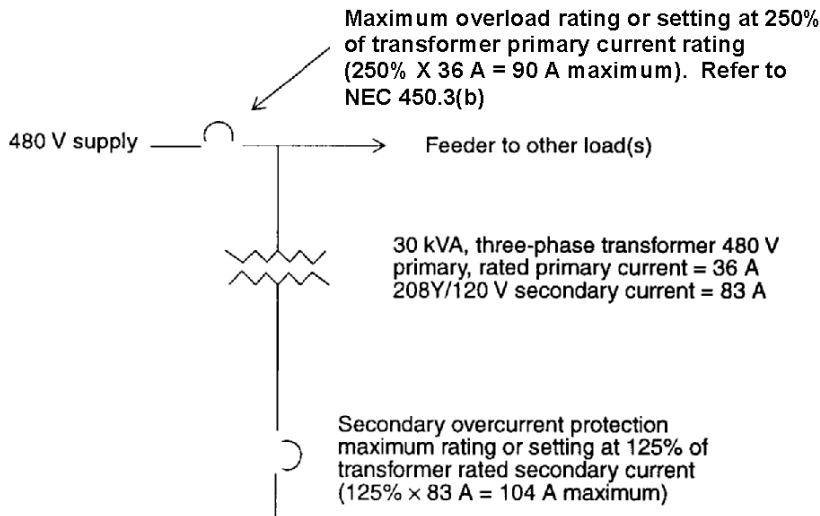 Maximum overload rating or setting at 250%
of transformer primary current rating
(250% X 36 A = 90 A maximum). Refer to
NEC 450.3(b)
480 V supply
Feeder to other load(s)
30 kVA, three-phase transformer 480 V
primary, rated primary current = 36 A
208Y/120 V secondary current = 83 A
Secondary overcurrent protection
maximum rating or setting at 125% of
transformer rated secondary current
(125% × 83 A = 104 A maximum)